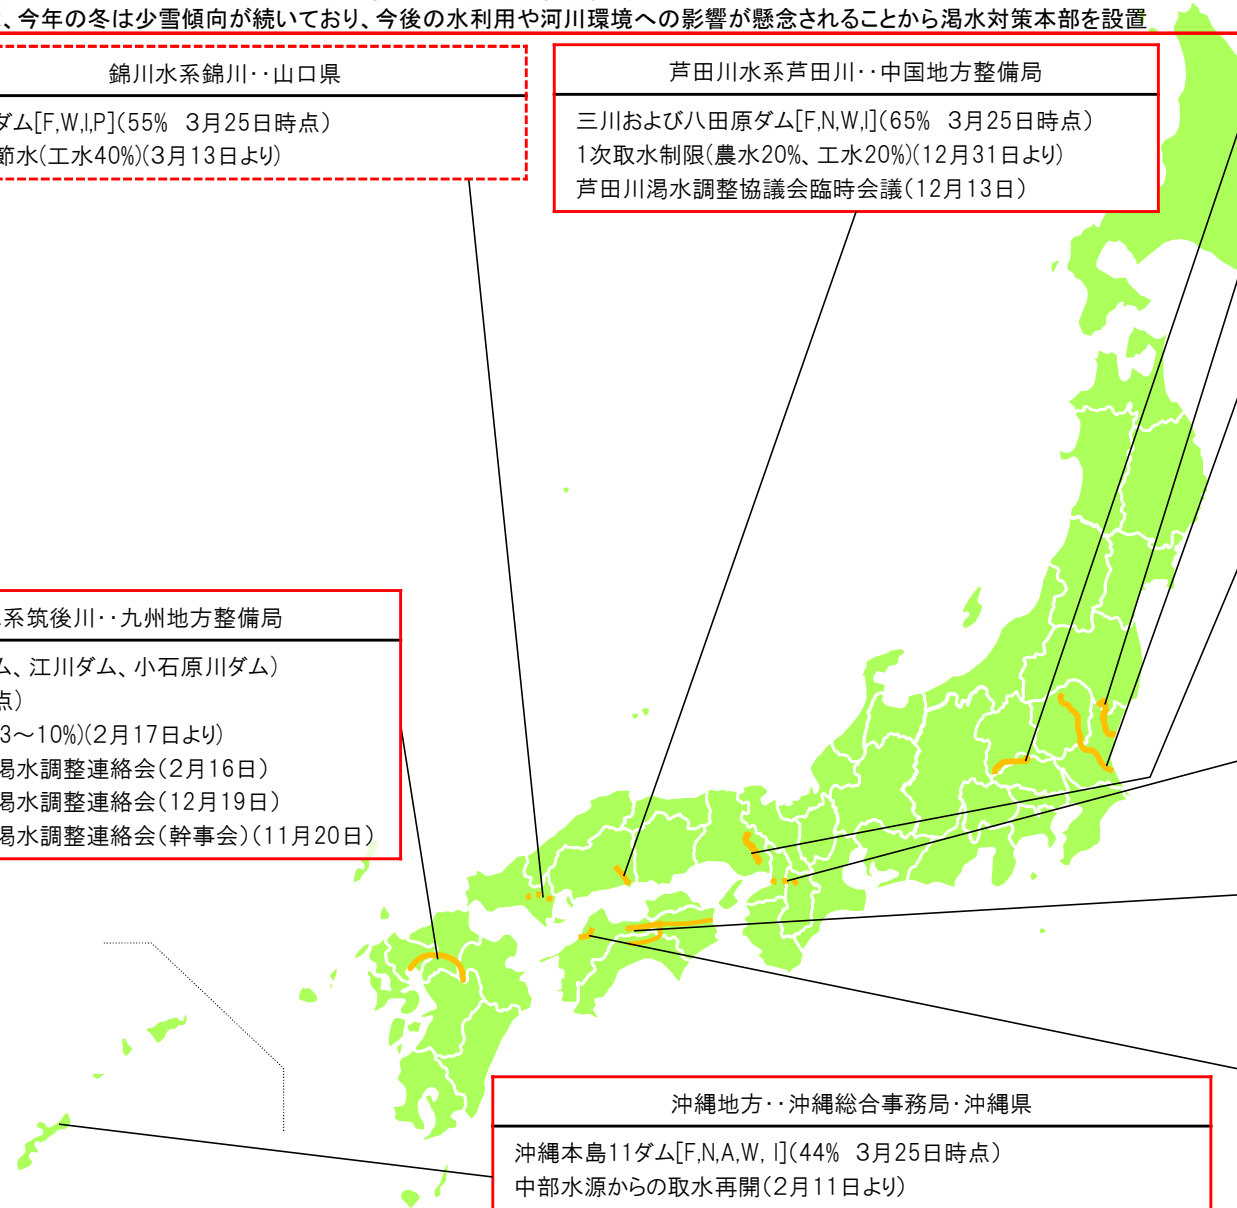 、今年の冬は少雪傾向が続いており、今後の水利用や河川環境への影響が懸念されることから渇水対策本部を設置
錦川水系錦川‥山口県
ダム[F,W,I,P](55% 3月25日時点)
節水(工水40%)(3月13日より)
芦田川水系芦田川‥中国地方整備局
三川および八田原ダム[F,N,W,I](65% 3月25日時点)
1次取水制限(農水20%、工水20%)(12月31日より)
芦田川渇水調整協議会臨時会議(12月13日)
系筑後川‥九州地方整備局
ム、江川ダム、小石原川ダム)
点)
3～10%)(2月17日より)
渇水調整連絡会(2月16日)
渇水調整連絡会(12月19日)
渇水調整連絡会(幹事会)(11月20日)
沖縄地方‥沖縄総合事務局・沖縄県
沖縄本島11ダム[F,N,A,W, I](44% 3月25日時点)
中部水源からの取水再開(2月11日より)